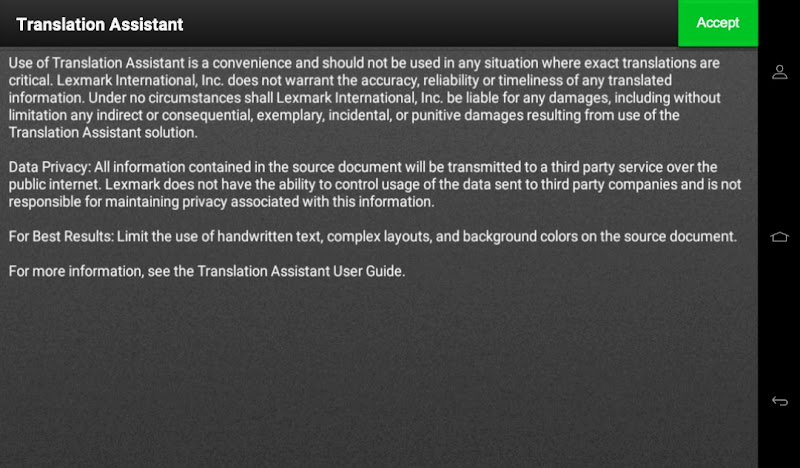 Translation Assistant
Accept
Use of Translation Assistant is a convenience and should not be used in any situation where exact translations are
critical. Lexmark International, Inc. does not warrant the accuracy, reliability or timeliness of any translated
information. Under no circumstances shall Lexmark International, Inc. be liable for any damages, including without
limitation any indirect or consequential, exemplary, incidental, or punitive damages resulting from use of the
Translation Assistant solution.
Data Privacy: All information contained in the source document will be transmitted to a third party service over the
public internet. Lexmark does not have the ability to control usage of the data sent to third party companies and is not
responsible for maintaining privacy associated with this information.
For Best Results: Limit the use of handwritten text, complex layouts, and background colors on the source document.
For more information, see the Translation Assistant User Guide.